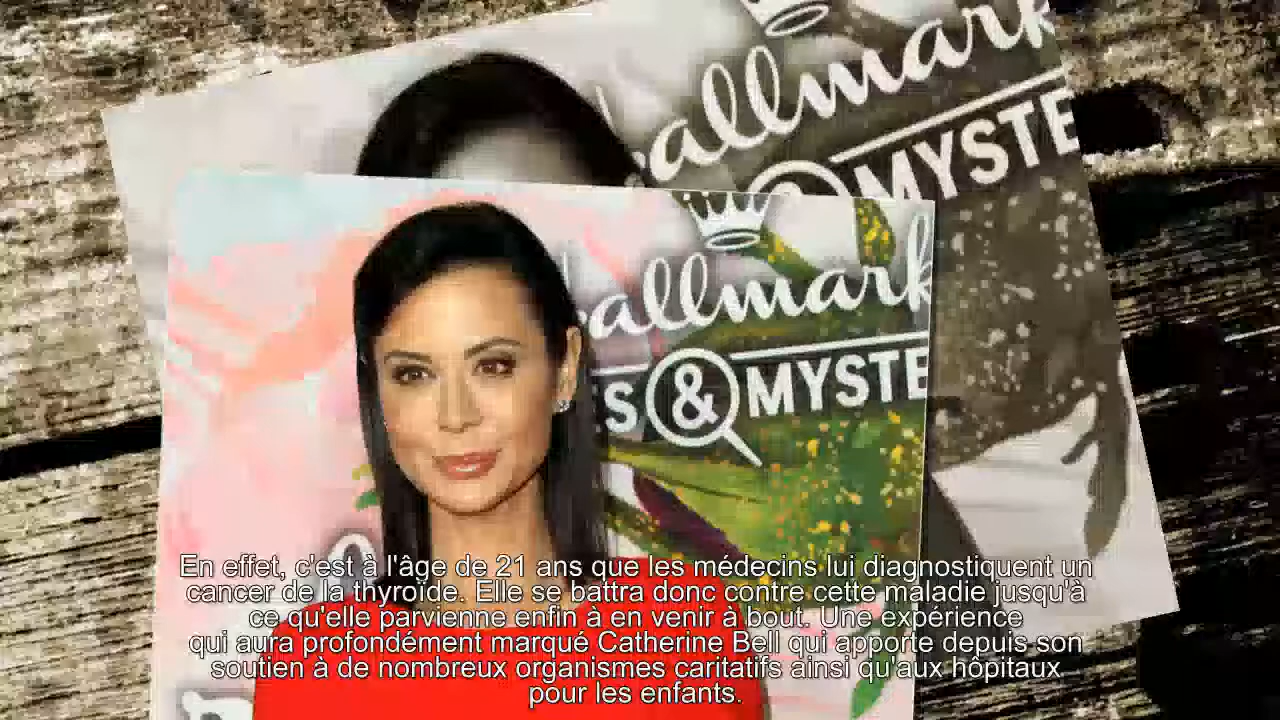 allmark
& MYSTE
allmark
S & MYSTE
En effet, c'est à l'âge de 21 ans que les médecins lui diagnostiquent un
cancer de la thyroïde. Elle se battra donc contre cette maladie jusqu'à
ce qu'elle parvienne enfin à en venir à bout. Une expérience
qui aura profondément marqué Catherine Bell qui apporte depuis son
soutien à de nombreux organismes caritatifs ainsi qu'aux hôpitaux
pour les enfants.